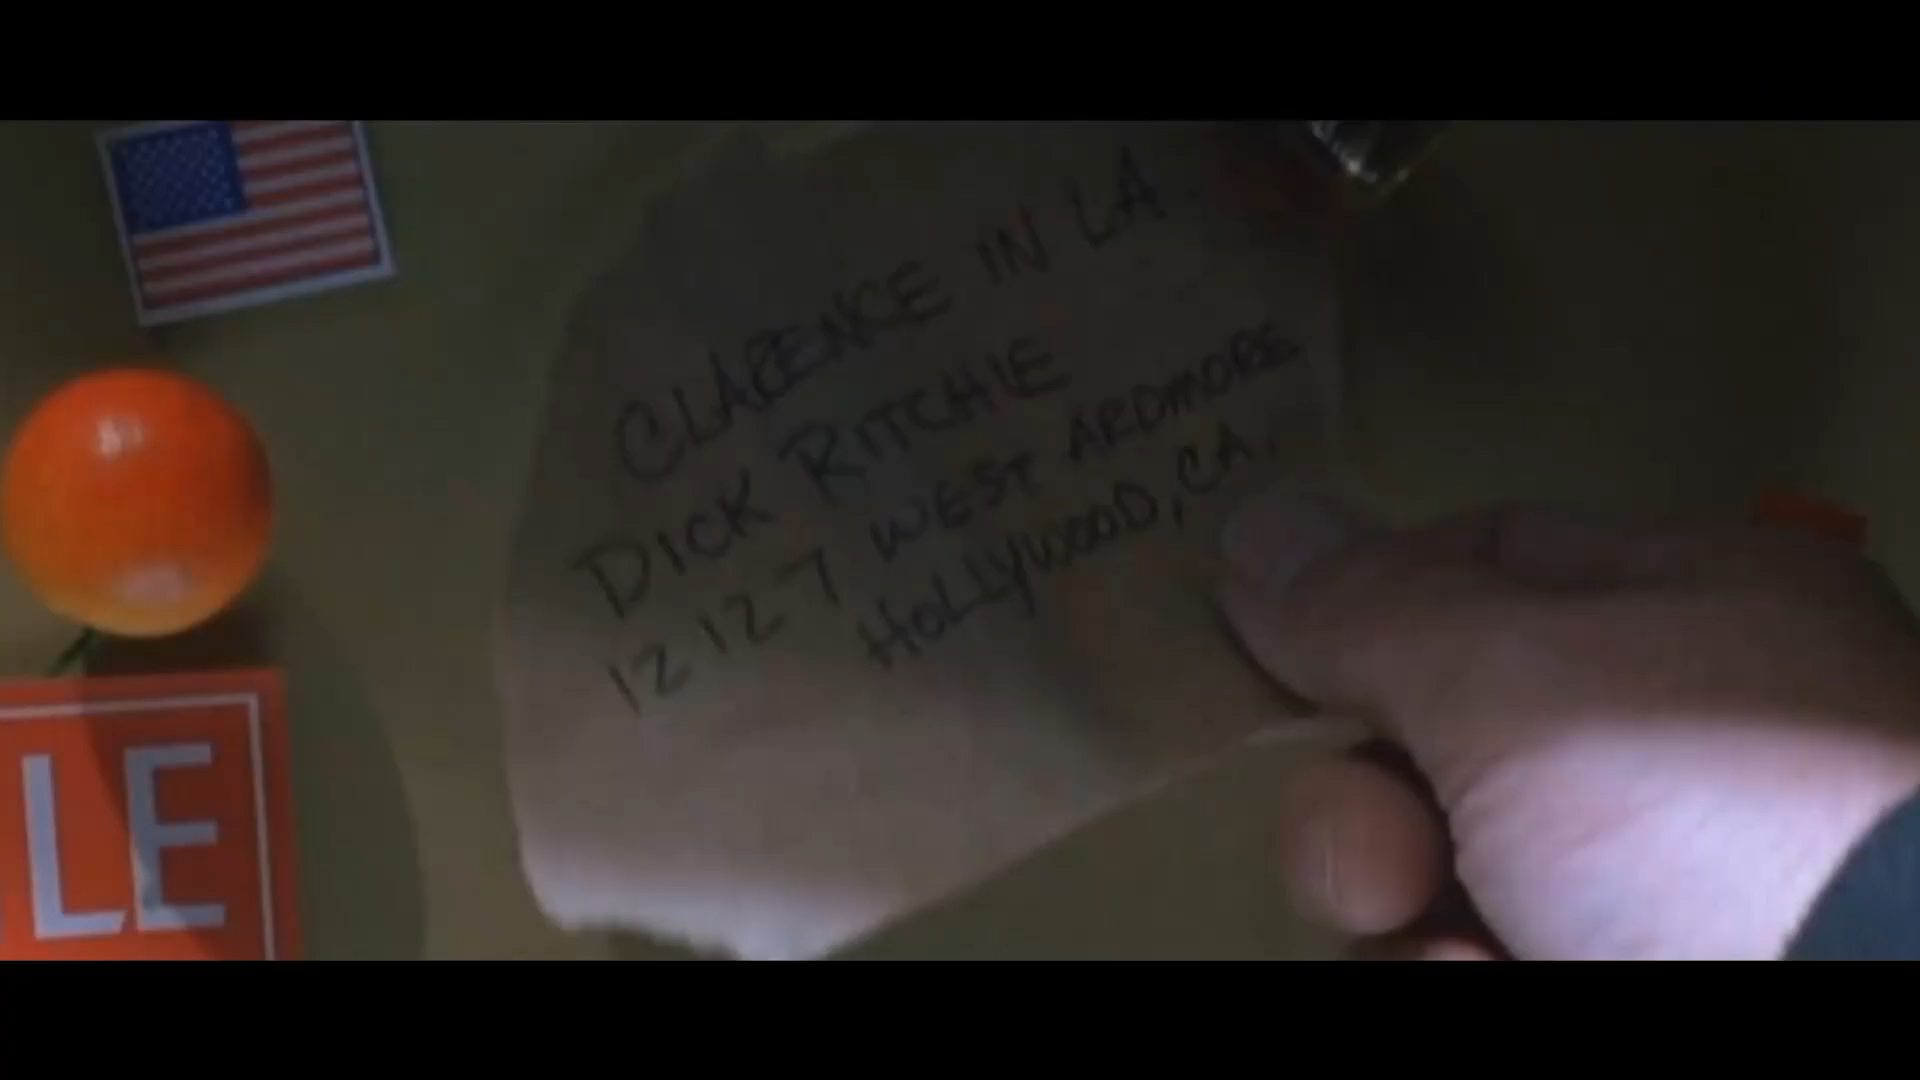 CLARENCE IN LA
DICK RITCHIE
12127 WEST ARDMORE
HOLLYWOOD, CA.
LE